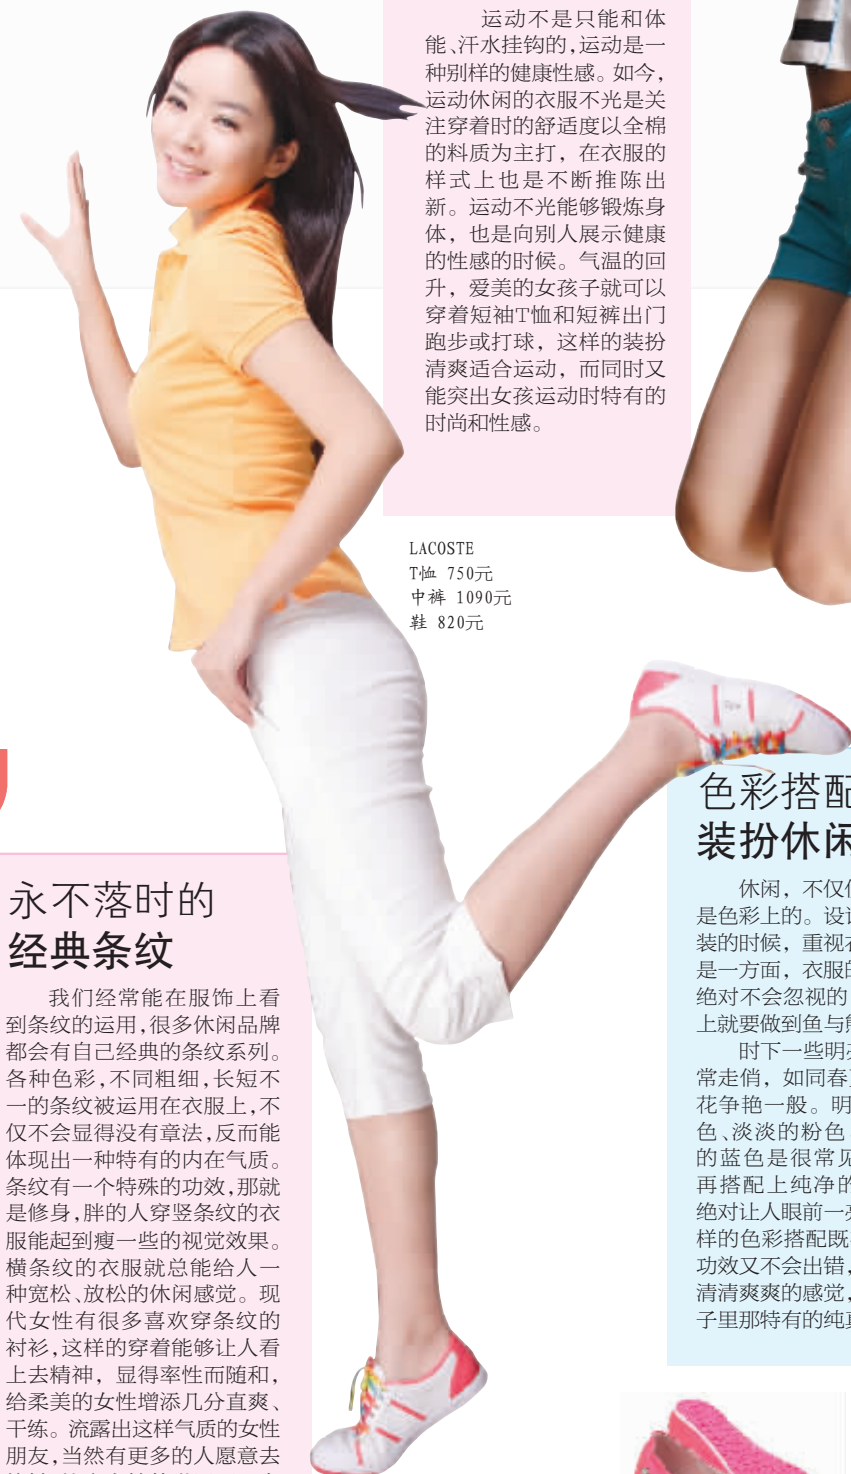 运动不是只能和体
能、汗水挂钩的,运动是一
种别样的健康性感。如今,
运动休闲的衣服不光是关
注穿着时的舒适度以全棉
的料质为主打，在衣服的
样式上也是不断推陈出
新。运动不光能够锻炼身
体，也是向别人展示健康
的性感的时候。气温的回
升，爱美的女孩子就可以
穿着短袖T恤和短裤出门
跑步或打球，这样的装扮
清爽适合运动，而同时又
能突出女孩运动时特有的
时尚和性感。
LACOSTE
T恤 750元
中裤 1090元
鞋 820元
永不落时的
经典条纹
我们经常能在服饰上看
到条纹的运用,很多休闲品牌
都会有自己经典的条纹系列。
各种色彩,不同粗细,长短不
一的条纹被运用在衣服上,不
仅不会显得没有章法,反而能
体现出一种特有的内在气质。
条纹有一个特殊的功效,那就
是修身,胖的人穿竖条纹的衣
服能起到瘦一些的视觉效果。
横条纹的衣服就总能给人一
种宽松、放松的休闲感觉。现
代女性有很多喜欢穿条纹的
衬衫,这样的穿着能够让人看
上去精神，显得率性而随和,
给柔美的女性增添几分直爽、
干练。流露出这样气质的女性
朋友,当然有更多的人愿意去
色彩搭配
装扮休闲
休闲，不仅
是色彩上的。设
装的时候，重视
是一方面，衣服的
绝对不会忽视的
上就要做到鱼与
时下一些明
常走俏，如同春
花争艳一般。明
色、淡淡的粉色
的蓝色是很常见
再搭配上纯净的
绝对让人眼前一
样的色彩搭配既
功效又不会出错,
清清爽爽的感觉,
子里那特有的纯